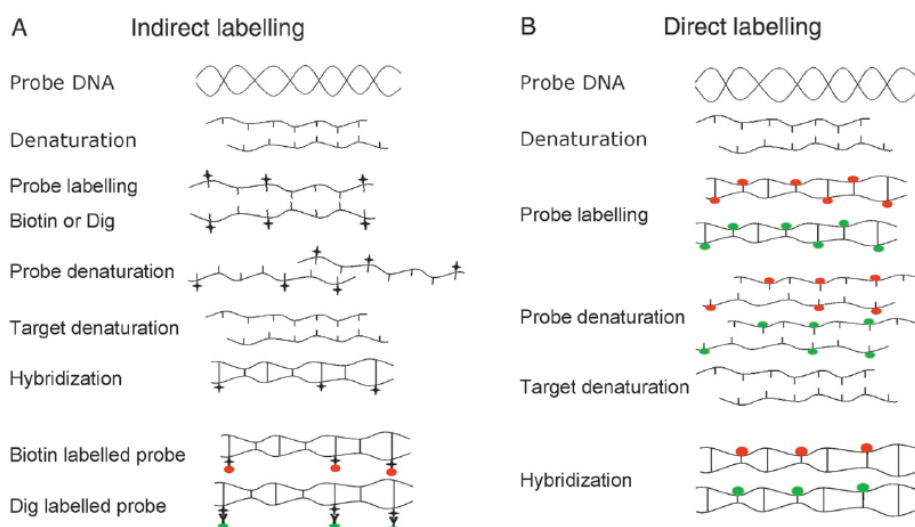 A Indirect labelling
Probe DNA
Denaturation
Probe labelling
Biotin or Dig
Probe denaturation
Target denaturation
Hybridization
Biotin labelled probe
Dig labelled probe
B Direct labelling
Probe DNA
Denaturation
Probe labelling
Probe denaturation
Target denaturation
Hybridization